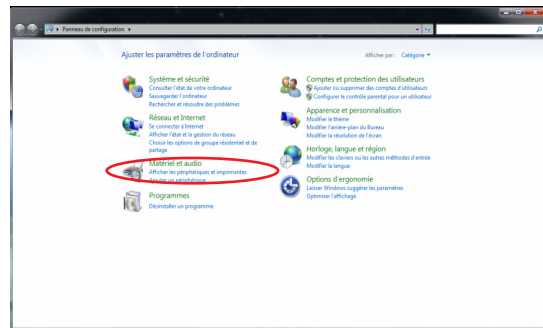 Panneau de configuration
Ajuster les paramètres de l'ordinateur
Afficher par : Catégorie
Système et sécurité
Consulter l'état de votre ordinateur
Sauvegarder l'ordinateur
Rechercher et résoudre des problèmes
Réseau et Internet
Se connecter à Internet
Afficher l'état et la gestion du réseau
Choisir les options de groupe résidentiel et de
partage
Matériel et audio
Afficher les périphériques et imprimantes
Ajouter un périphérique
Programmes
Désinstaller un programme
Comptes et protection des utilisateurs
Ajouter ou supprimer des comptes d'utilisateurs
Configurer le contrôle parental pour un utilisateur
Apparence et personnalisation
Modifier le thème
Modifier l'arrière-plan du Bureau
Modifier la résolution de l'écran
Horloge, langue et région
Modifier les claviers ou les autres méthodes d'entrée
Modifier la langue
Options d'ergonomie
Laisser Windows suggérer les paramètres
Optimiser l'affichage